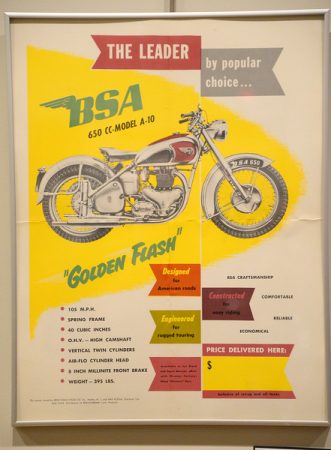 THE LEADER
by popular
choice...
BSA
650 CC-MODEL A-10
BSA 650
"GOLDEN FLASH"
Designed
for
American roads
BSA CRAFTSMANSHIP
Constructed
for
easy riding
COMFORTABLE
RELIABLE
ECONOMICAL
Engineered
for
rugged touring
105 M.P.H.
SPRING FRAME
40 CUBIC INCHES
O.H.V. — HIGH CAMSHAFT
VERTICAL TWIN CYLINDERS
AIR-FLO CYLINDER HEAD
8 INCH MILLINITE FRONT BRAKE
WEIGHT — 395 LBS.
PRICE DELIVERED HERE:
$